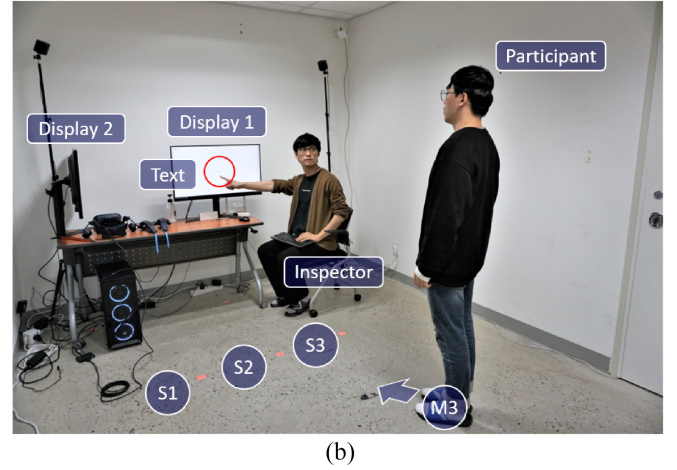 Participant
Display 2
Display 1
Text
Inspector
S1
S2
S3
M3
(b)